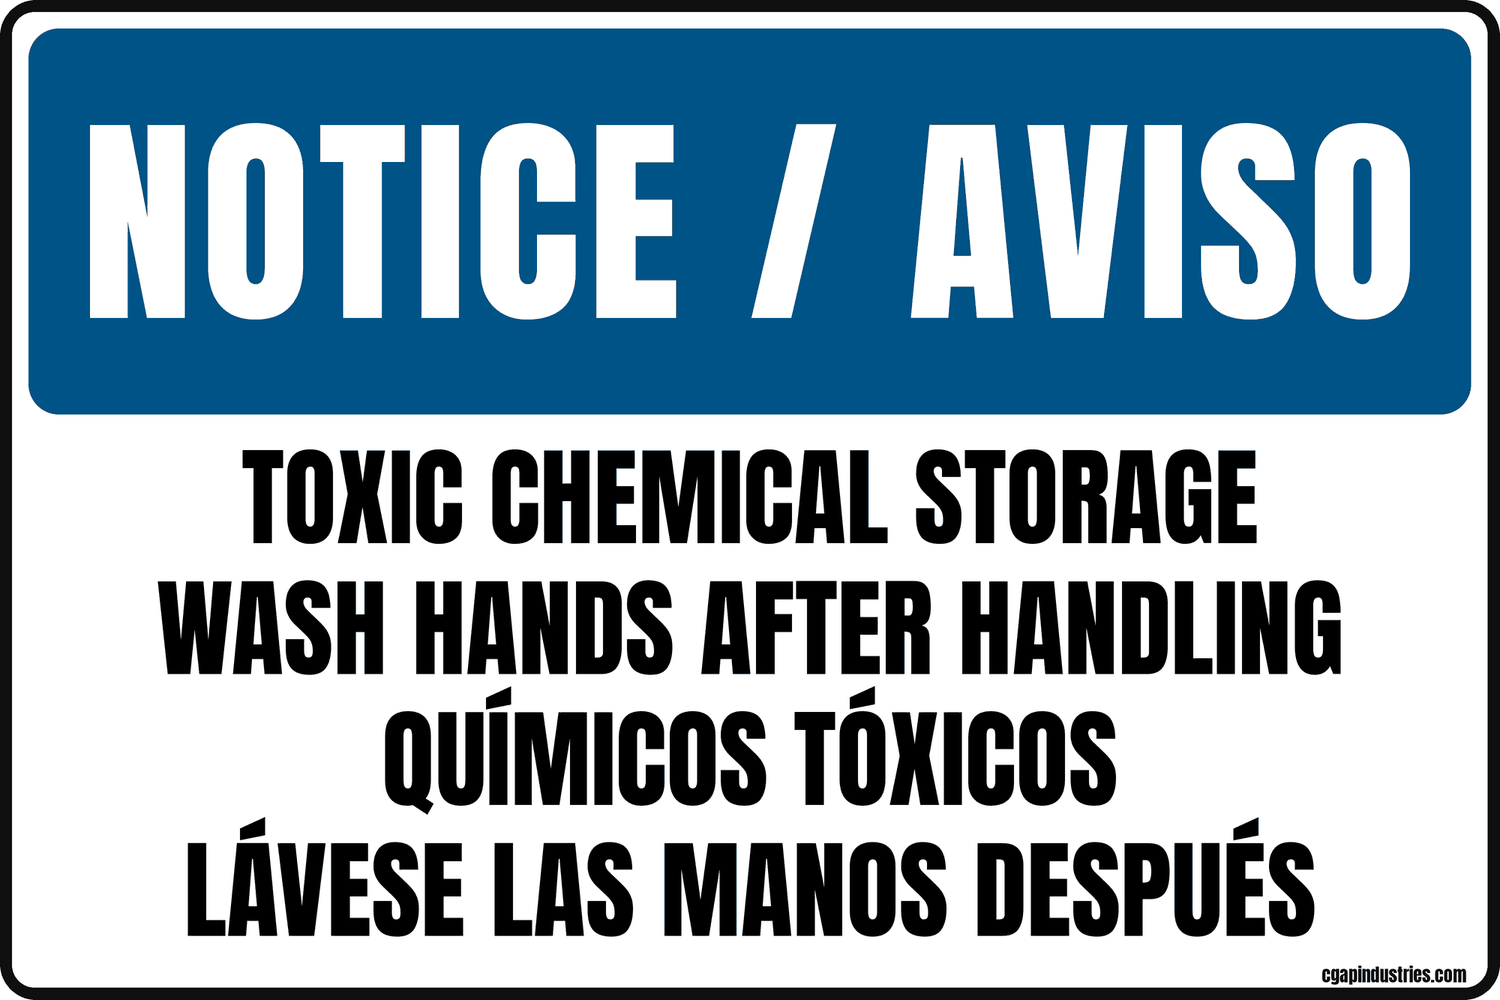 NOTICE / AVISO
TOXIC CHEMICAL STORAGE
WASH HANDS AFTER HANDLING
QUÍMICOS TÓXICOS
LÁVESE LAS MANOS DESPUÉS
cgapindustries.com